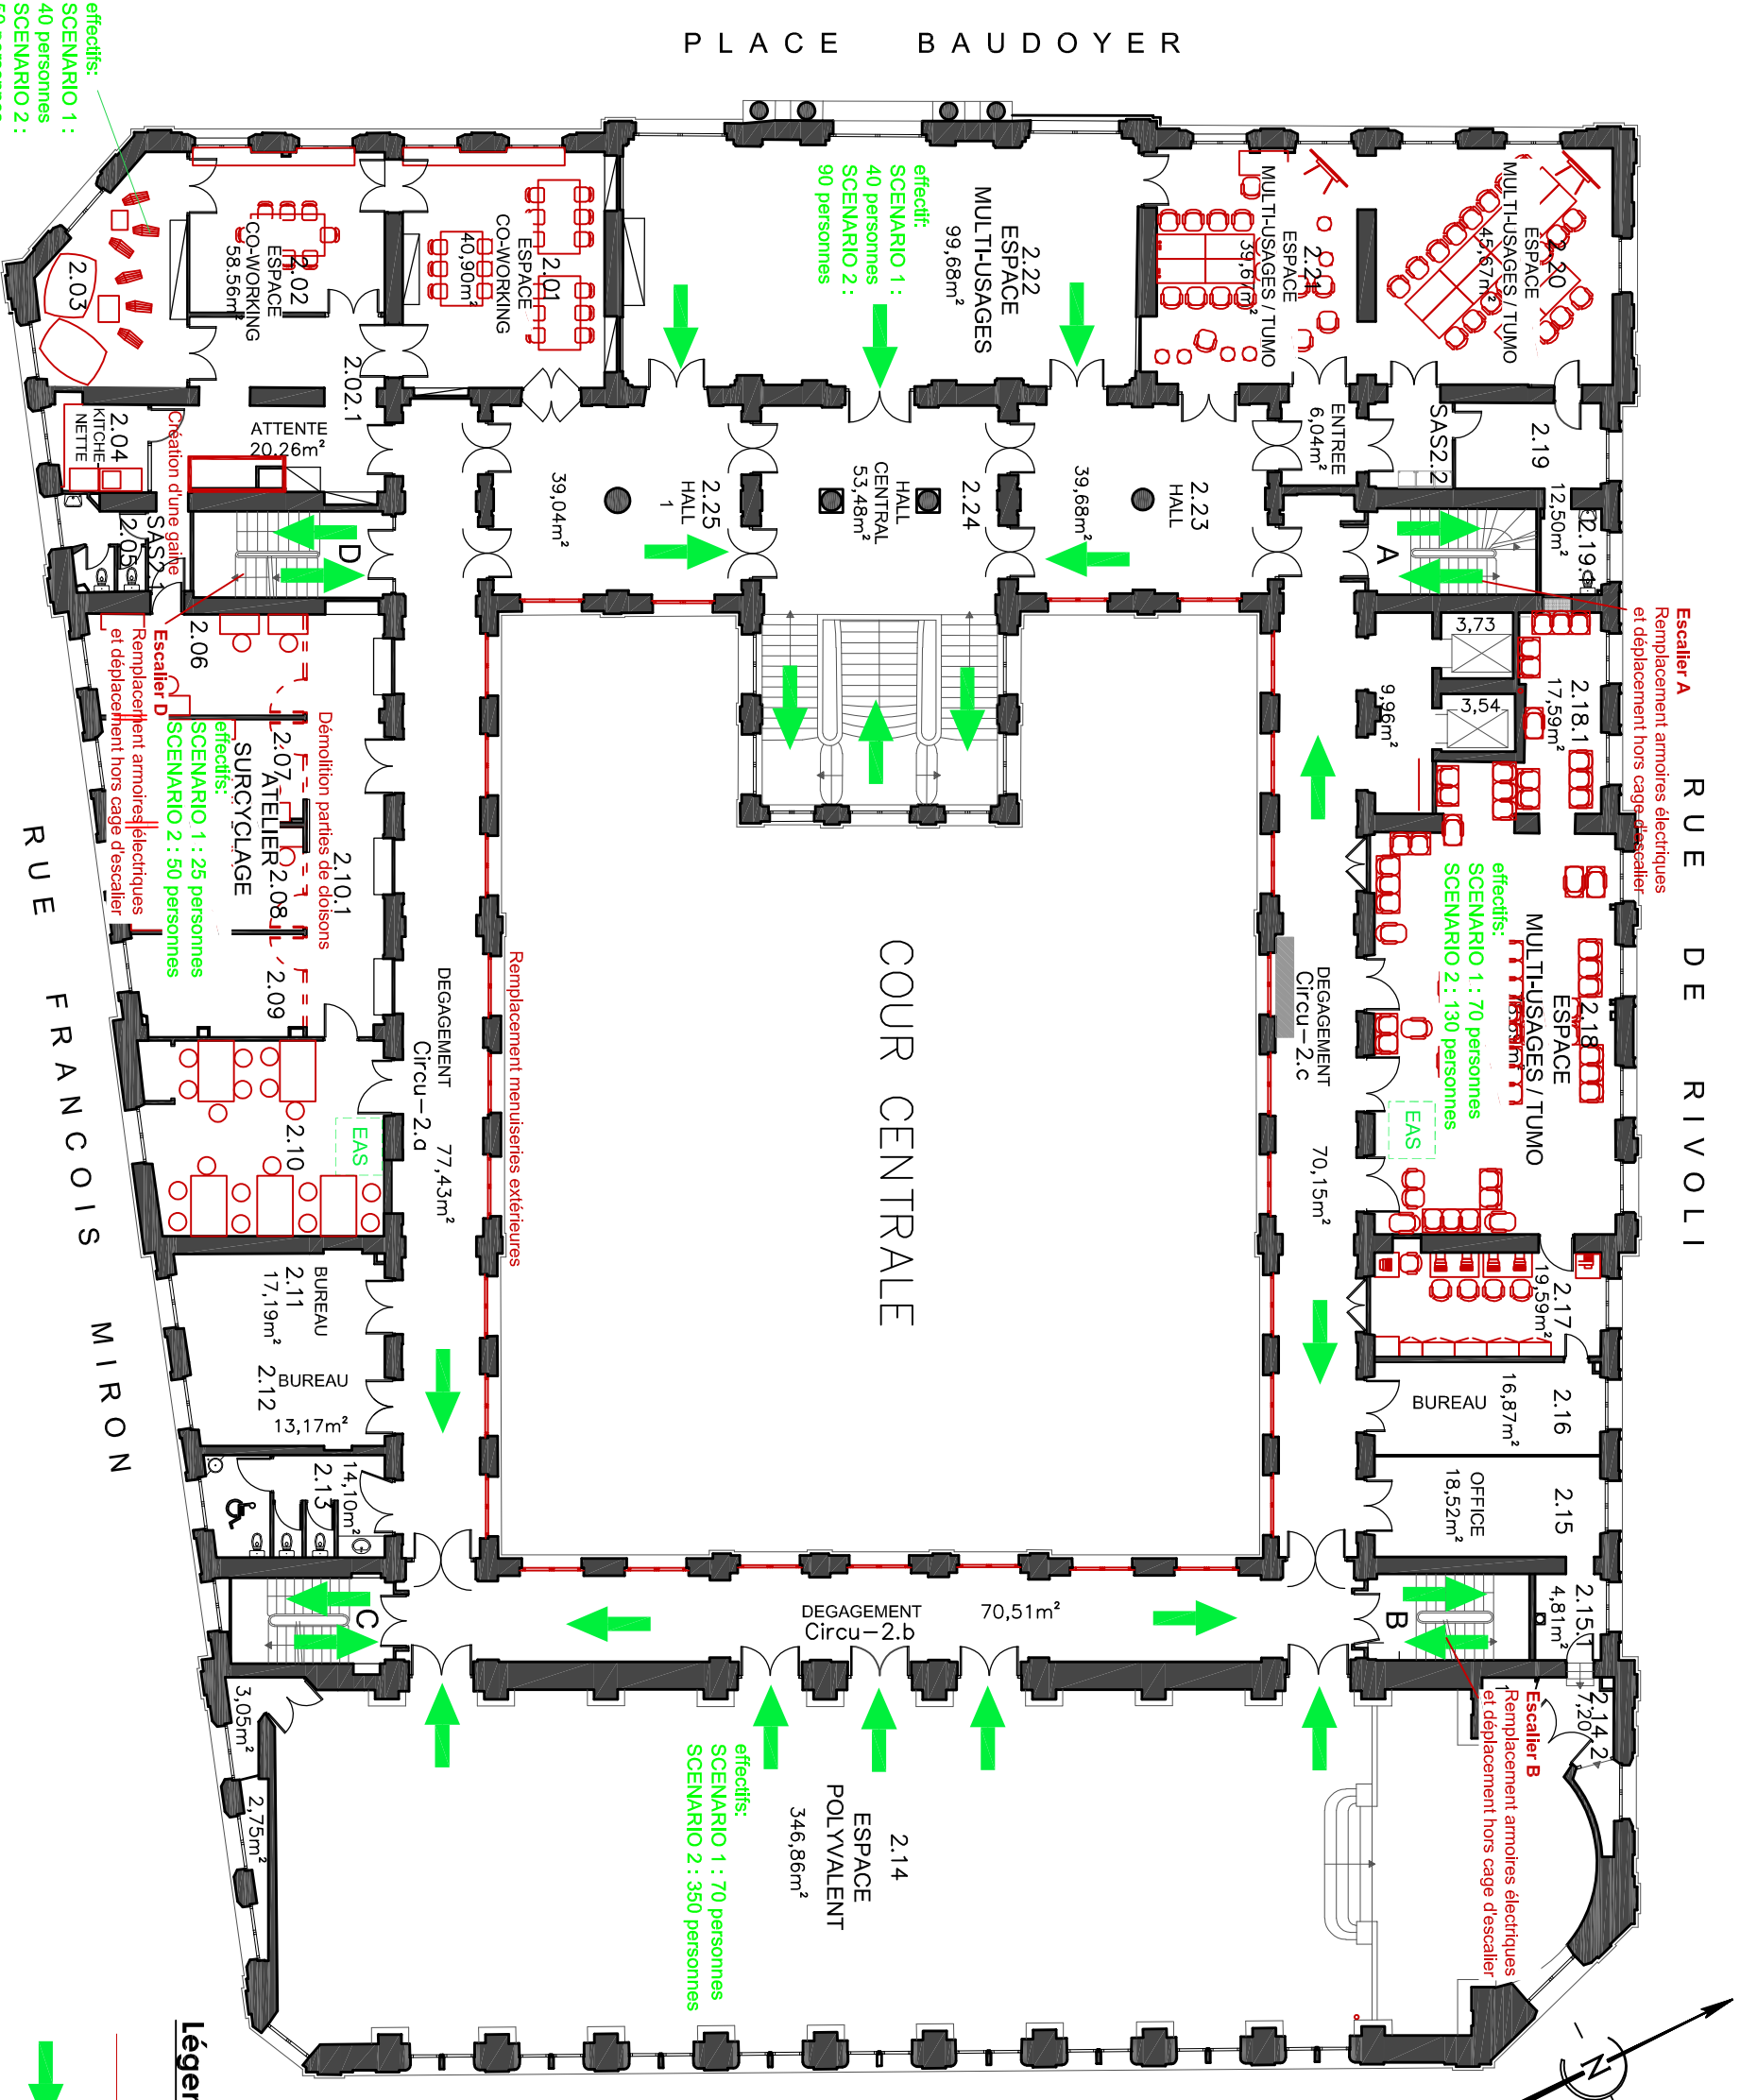 PLACE BAUDOYER
RUE DE RIVOLI
RUE FRANCOIS MIRON
effectifs:
SCENARIO 1 :
40 personnes
SCENARIO 2 :
2.03
2.02
ESPACE
CO-WORKING
58.56m²
2.01
ESPACE
CO-WORKING
40,90m²
effectif:
SCENARIO 1 :
40 personnes
SCENARIO 2 :
90 personnes
2.22
ESPACE
MULTI-USAGES
99,68m²
2.21
ESPACE
MULTI-USAGES / TUMO
2.20
ESPACE
MULTI-USAGES / TUMO
45,67m²
2.02.1
ATTENTE
20.26m²
2.04
KITCHE
NETTE
Création d'une gaine
2.05
D
39,04m²
2.25
HALL
1
2.24
HALL
CENTRAL
53,48m²
2.23
HALL
39,68m²
ENTREE
6,04m²
SAS2.2
2.19
12,50m²
2.19.1
A
Escalier A
Remplacement armoires électriques
et déplacement hors cage d'escalier
3,73
3,54
9,96m²
2.18.1
17,59m²
effectifs:
SCENARIO 1 : 70 personnes
SCENARIO 2 : 130 personnes
2.18
ESPACE
MULTI-USAGES / TUMO
EAS
DEGAGEMENT
Circu-2.c
70,15m²
2.17
19,59m²
2.16
16,87m²
BUREAU
2.15
OFFICE
18,52m²
2.15.1
4,81m²
B
Escalier B
Remplacement armoires électriques
et déplacement hors cage d'escalier
2.14.2
COUR CENTRALE
Remplacement menuiseries extérieures
2.06
Escalier D
Remplacement armoires électriques
et déplacement hors cage d'escalier
2.07
ATELIER
SURCYCLAGE
2.08
2.09
2.10.1
Démolition parties de cloisons
effectifs:
SCENARIO 1 : 25 personnes
SCENARIO 2 : 50 personnes
DEGAGEMENT
Circu-2.a
77,43m²
2.10
EAS
BUREAU
2.11
17,19m²
2.12
BUREAU
13,17m²
2.13
14,10m²
C
DEGAGEMENT
Circu-2.b
70,51m²
3,05m²
2,75m²
2.14
ESPACE
POLYVALENT
346,86m²
effectifs:
SCENARIO 1 : 70 personnes
SCENARIO 2 : 350 personnes
N